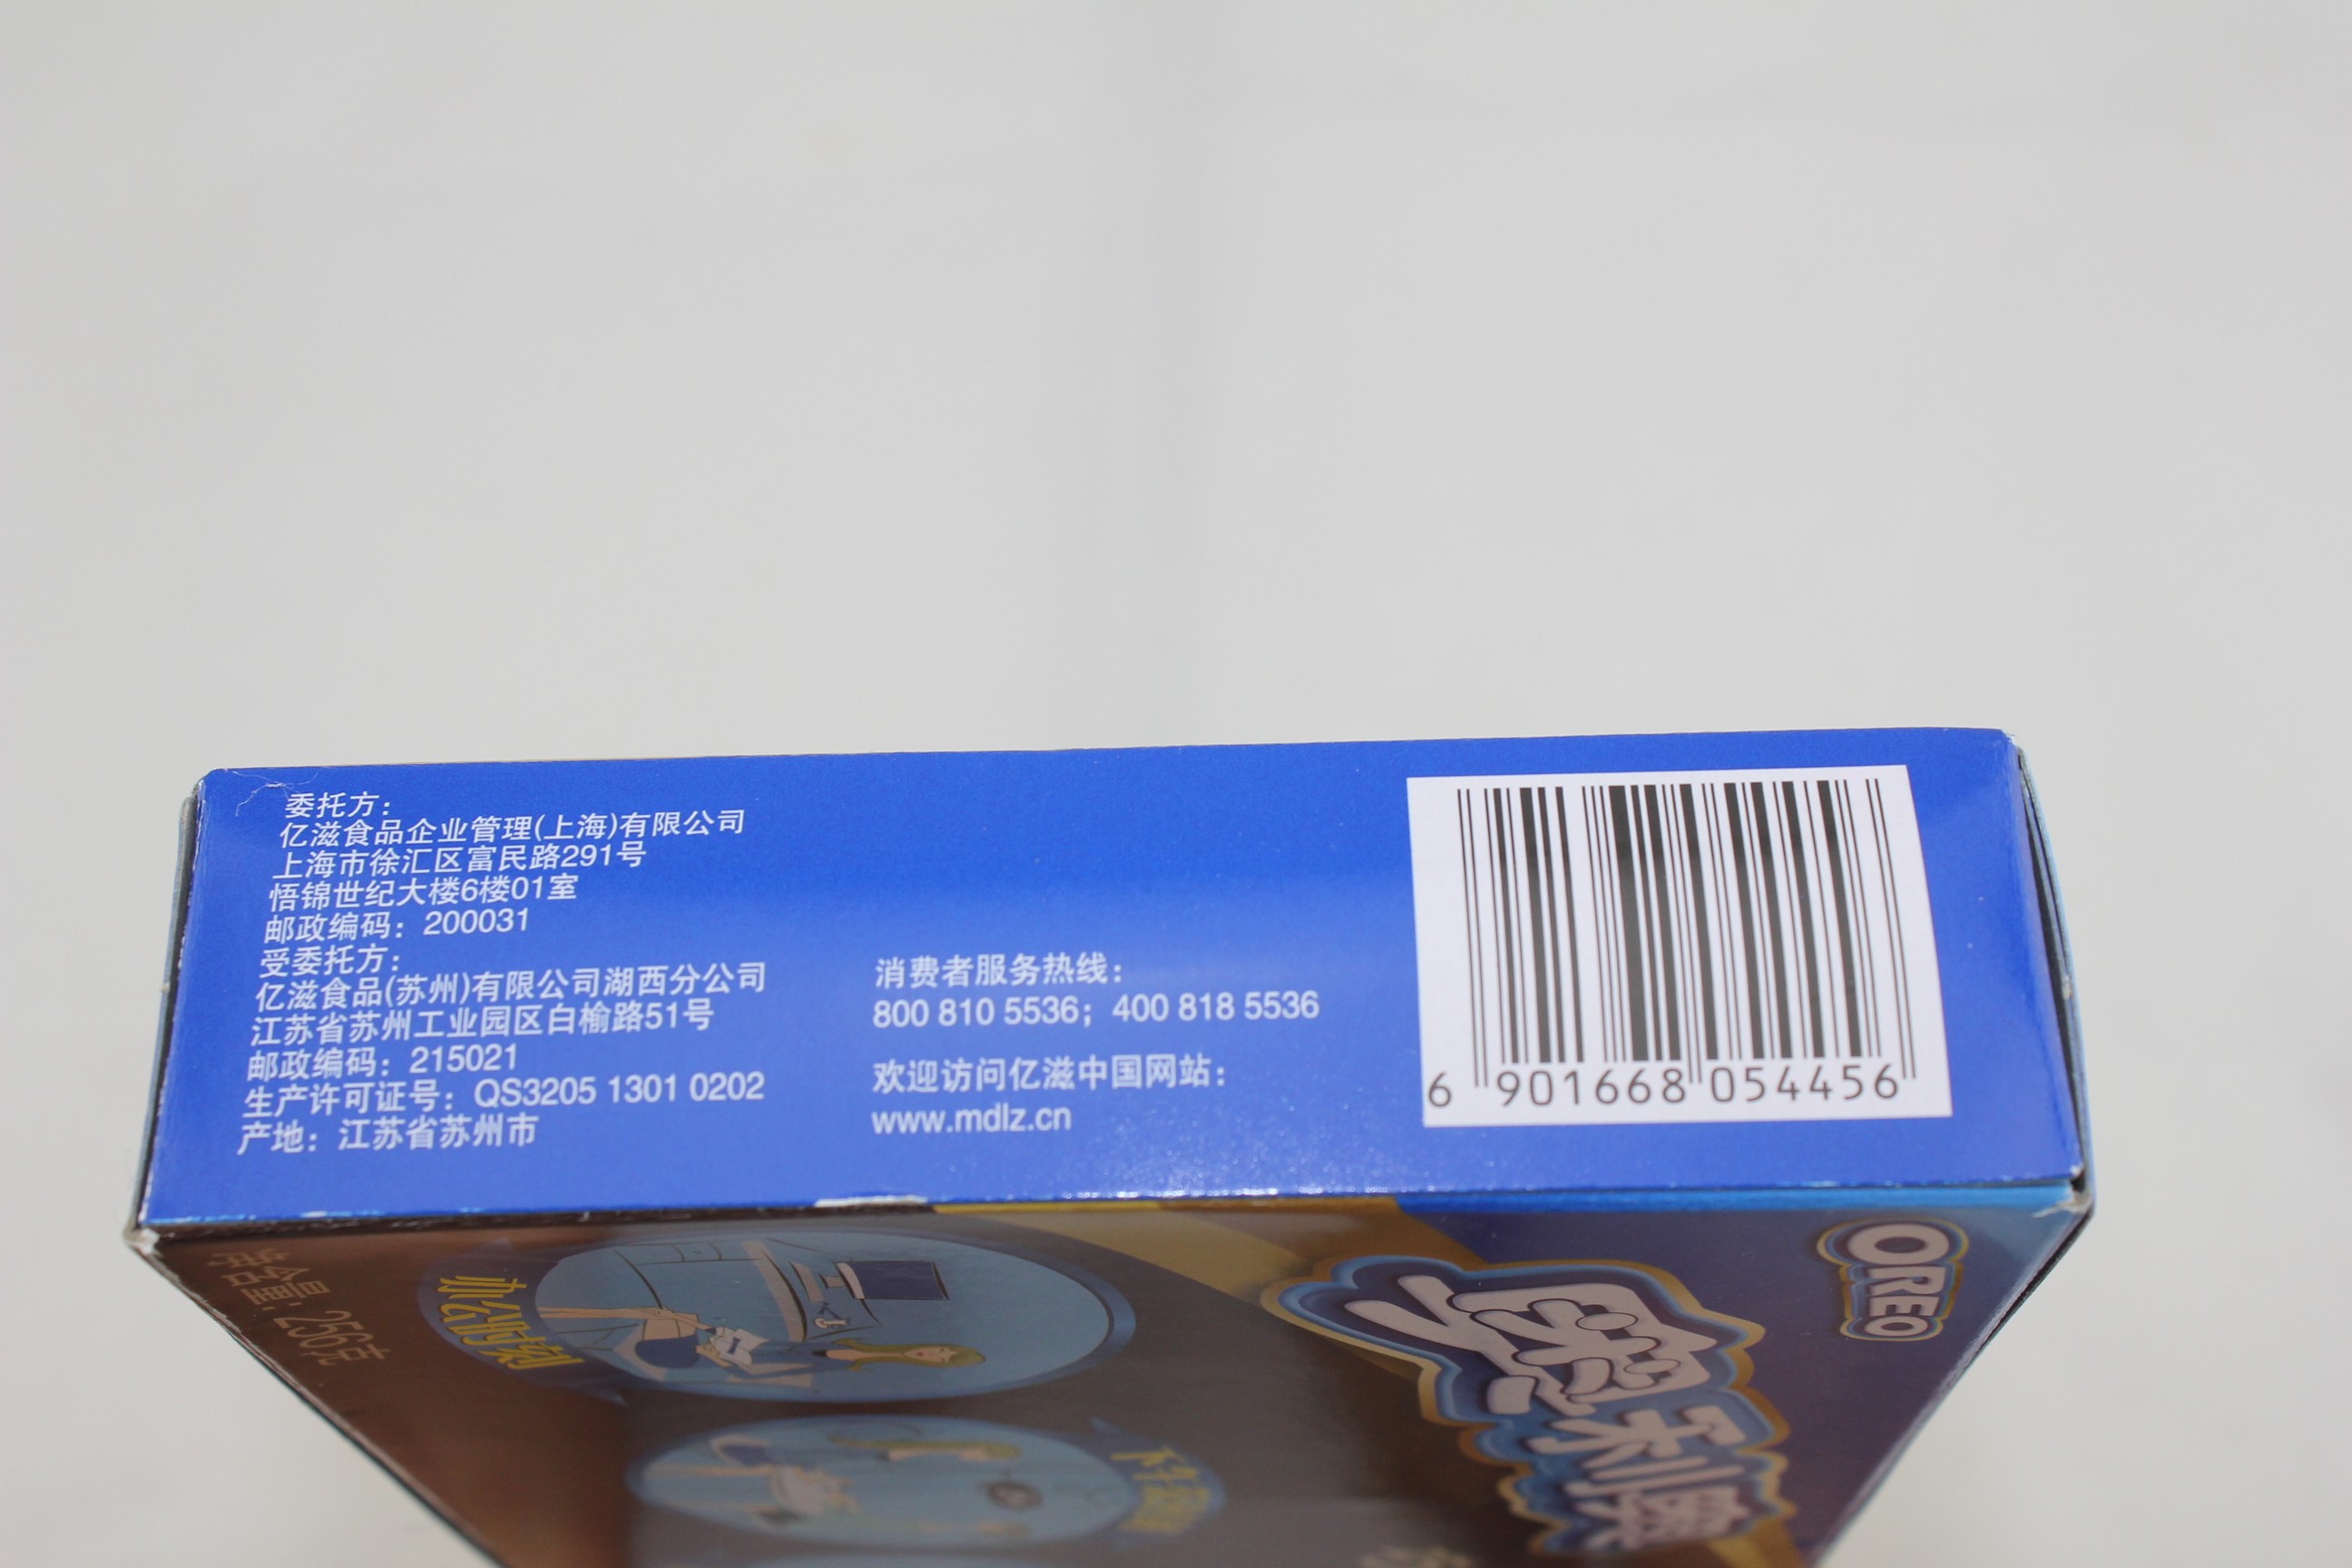 委托方：
亿滋食品企业管理(上海)有限公司
上海市徐汇区富民路291号
悟锦世纪大楼6楼01室
邮政编码：200031
受委托方：
亿滋食品(苏州)有限公司湖西分公司
江苏省苏州工业园区白榆路51号
邮政编码：215021
生产许可证号：QS3205 1301 0202
产地：江苏省苏州市
消费者服务热线：
800 810 5536；400 818 5536
欢迎访问亿滋中国网站：
www.mdlz.cn
6 901668 054456
OREO
奥利奥
办公时刻
净含量：256克